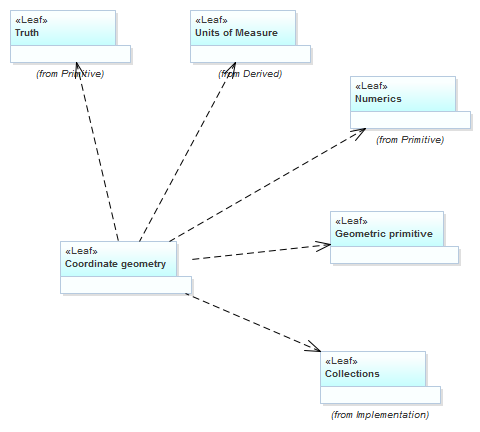 «Leaf»
Truth
(from Primitive)
«Leaf»
Units of Measure
(from Derived)
«Leaf»
Numerics
(from Primitive)
«Leaf»
Geometric primitive
«Leaf»
Coordinate geometry
«Leaf»
Collections
(from Implementation)